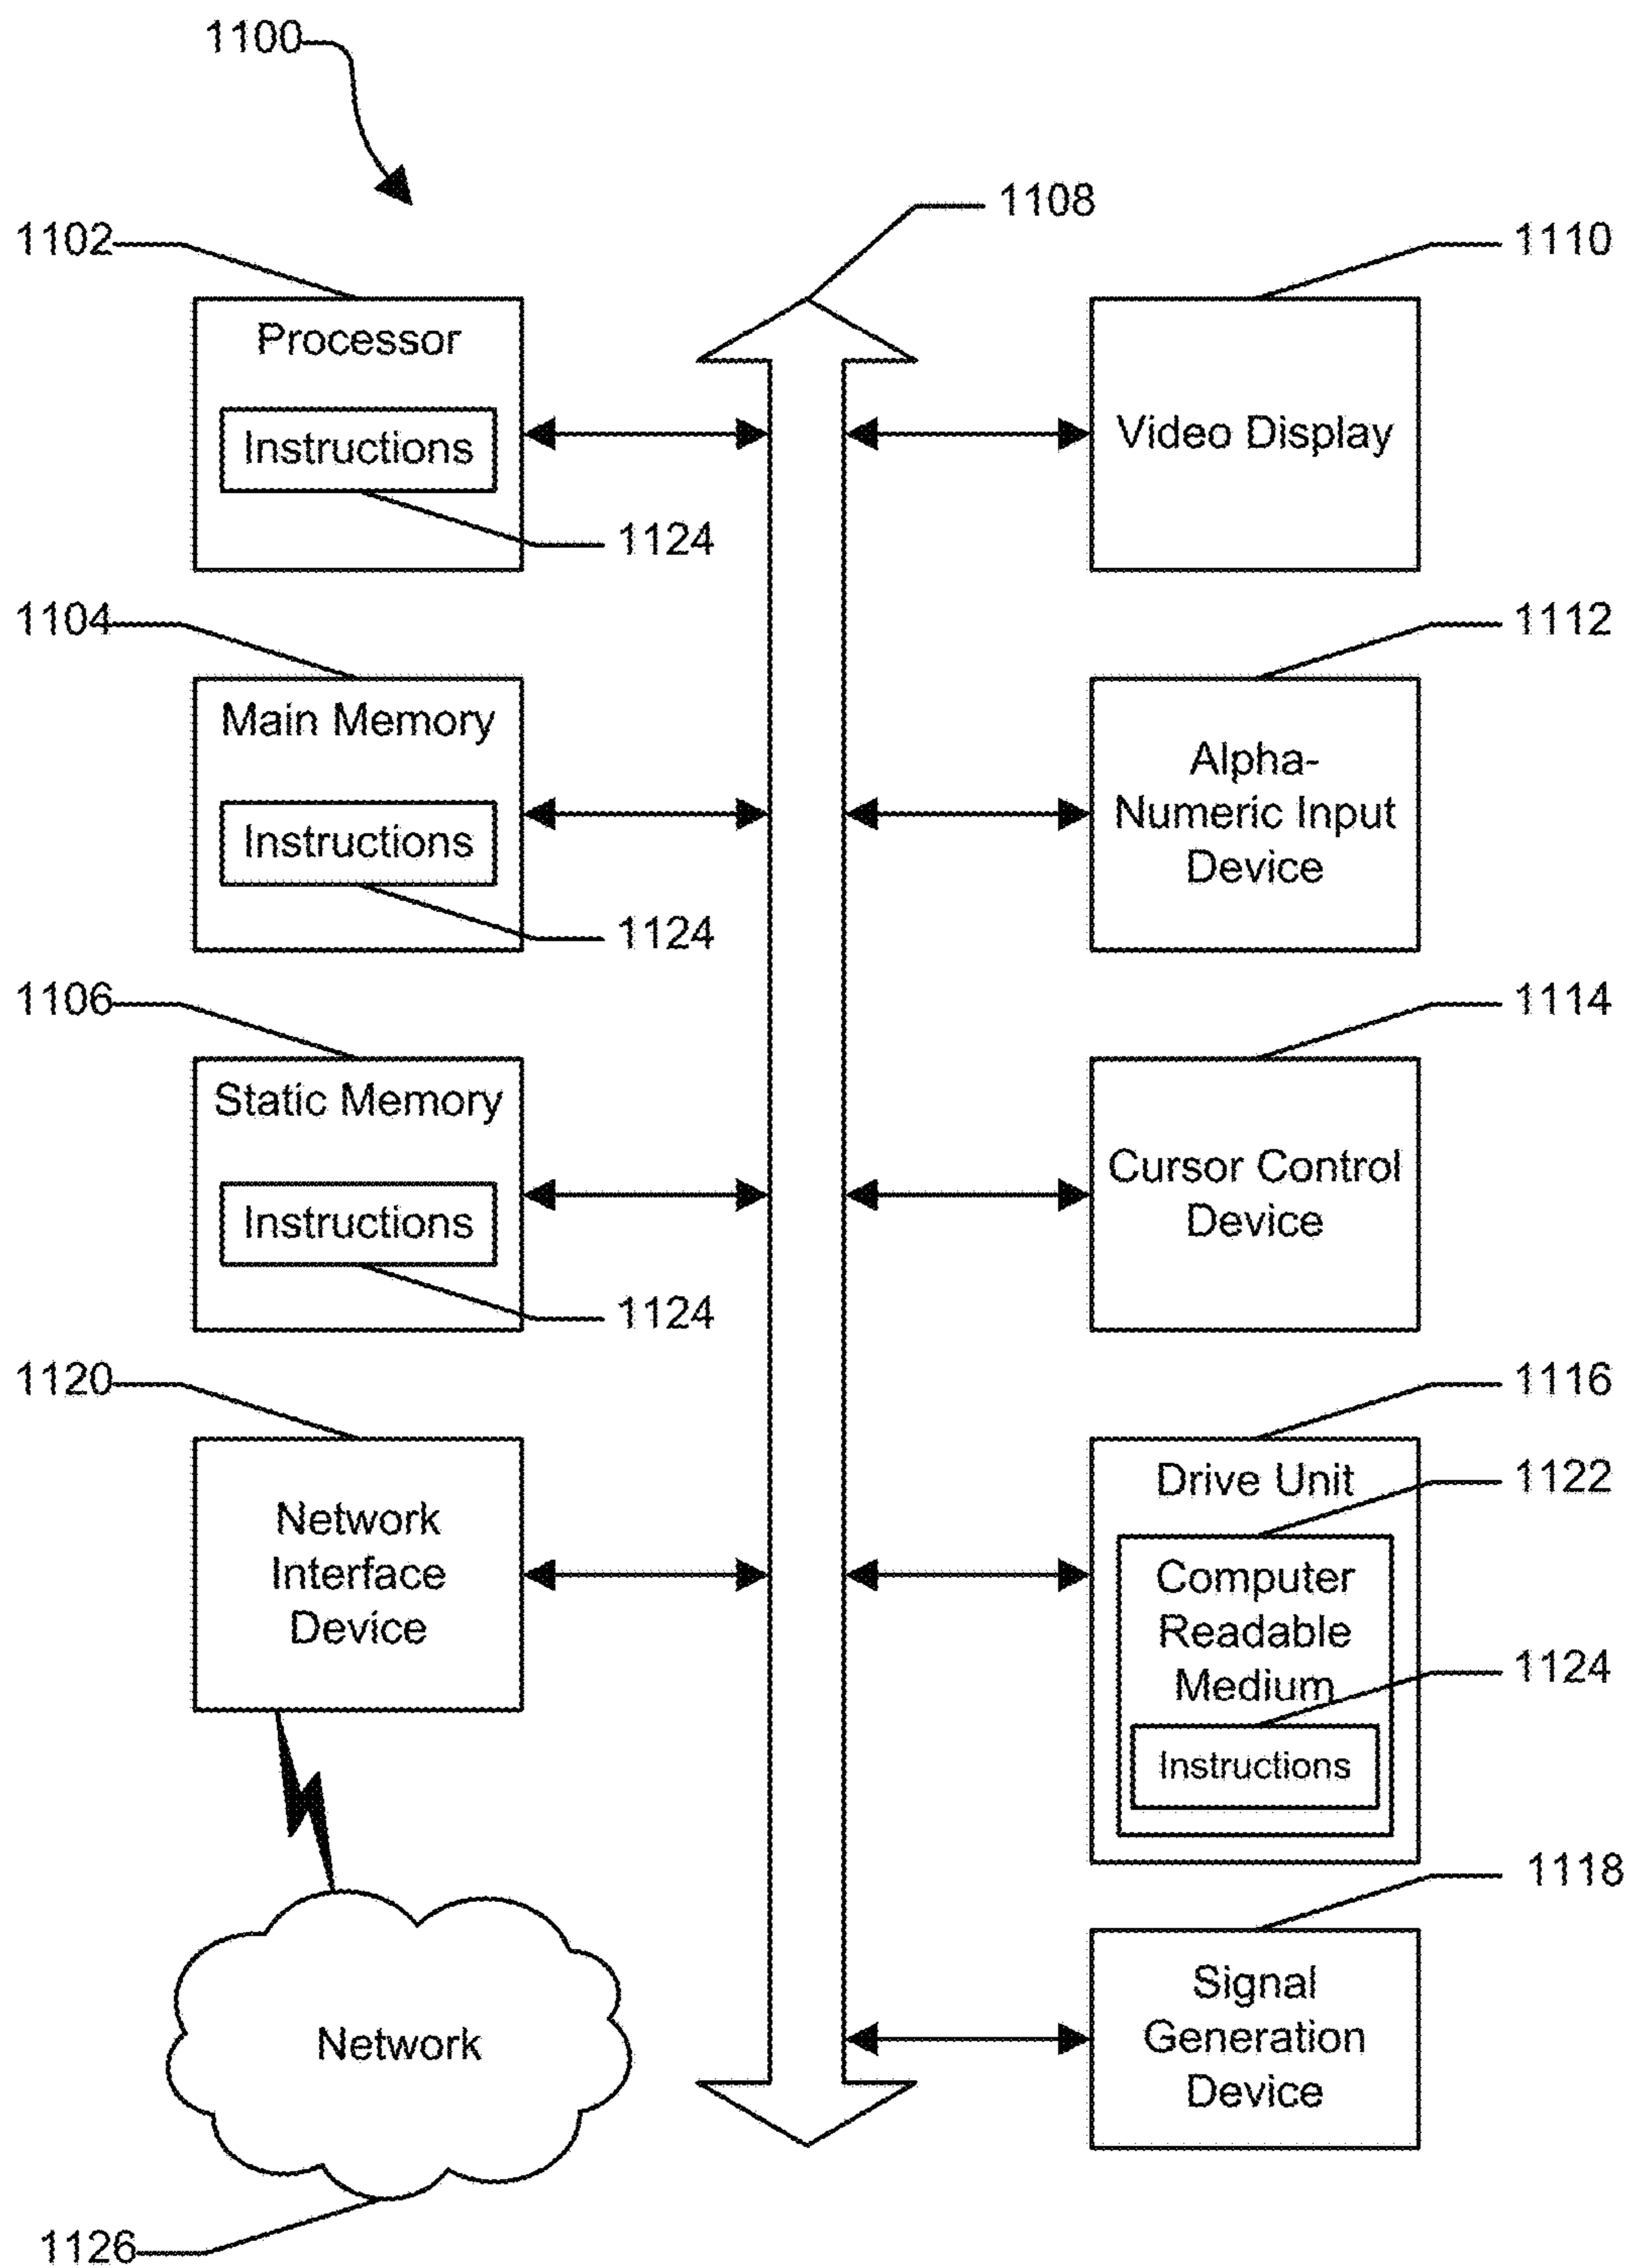 1100
1108
1102
1110
Processor
Instructions
1124
Video Display
1104
1112
Main Memory
Instructions
1124
Alpha-
Numeric Input
Device
1106
1114
Static Memory
Instructions
1124
Cursor Control
Device
1120
1116
Network
Interface
Device
Drive Unit
1122
Computer
Readable
Medium
1124
Instructions
1118
Signal
Generation
Device
Network
1126